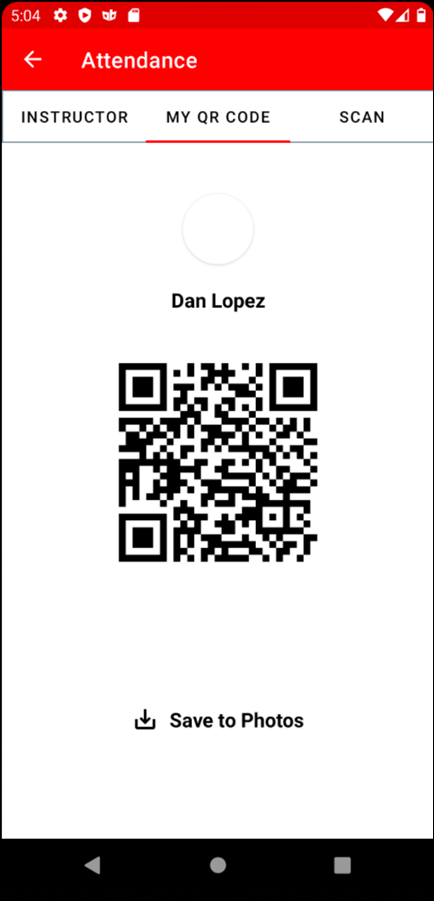 5:04
Attendance
INSTRUCTOR MY QR CODE SCAN
Dan Lopez
Save to Photos